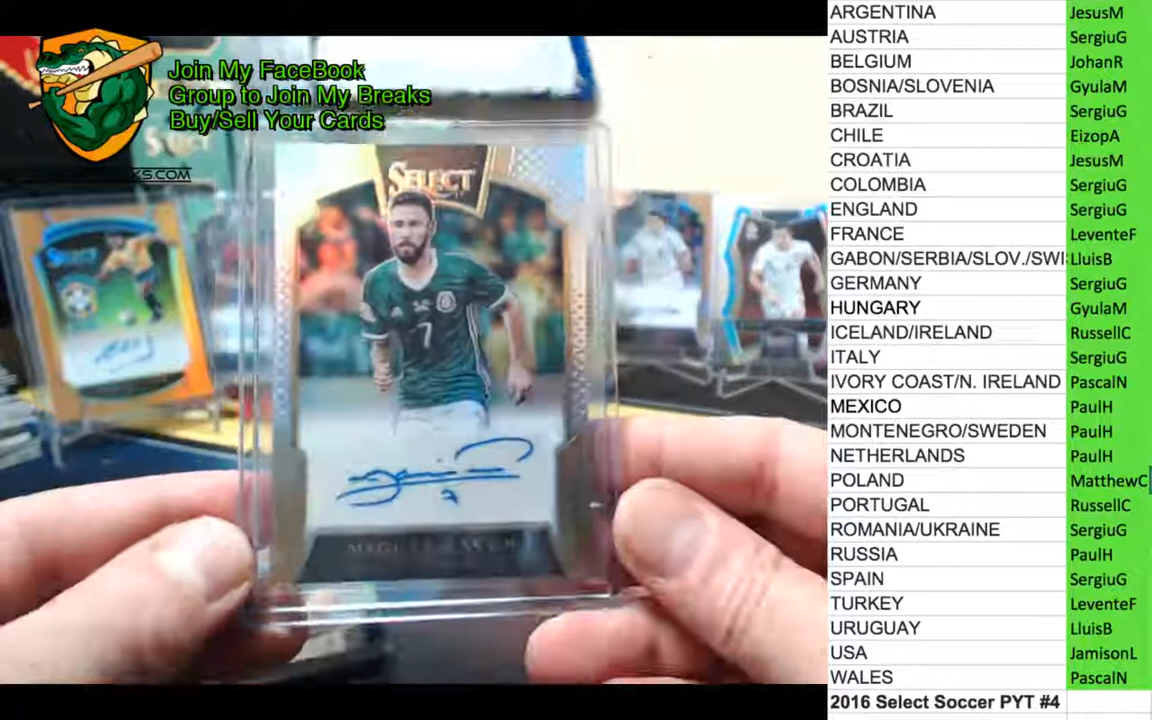 Join My FaceBook
Group to Join My Breaks
Buy/Sell Your Cards
KS.COM
SELECT
7
7
ARGENTINA JesusM
AUSTRIA SergiuG
BELGIUM JohanR
BOSNIA/SLOVENIA GyulaM
BRAZIL SergiuG
CHILE EizopA
CROATIA JesusM
COLOMBIA SergiuG
ENGLAND SergiuG
FRANCE LeventeF
GABON/SERBIA/SLOV./SWI LluisB
GERMANY SergiuG
HUNGARY GyulaM
ICELAND/IRELAND RussellC
ITALY SergiuG
IVORY COAST/N. IRELAND PascalN
MEXICO PaulH
MONTENEGRO/SWEDEN PaulH
NETHERLANDS PaulH
POLAND MatthewC
PORTUGAL RussellC
ROMANIA/UKRAINE SergiuG
RUSSIA PaulH
SPAIN SergiuG
TURKEY LeventeF
URUGUAY LluisB
USA JamisonL
WALES PascalN
2016 Select Soccer PYT #4